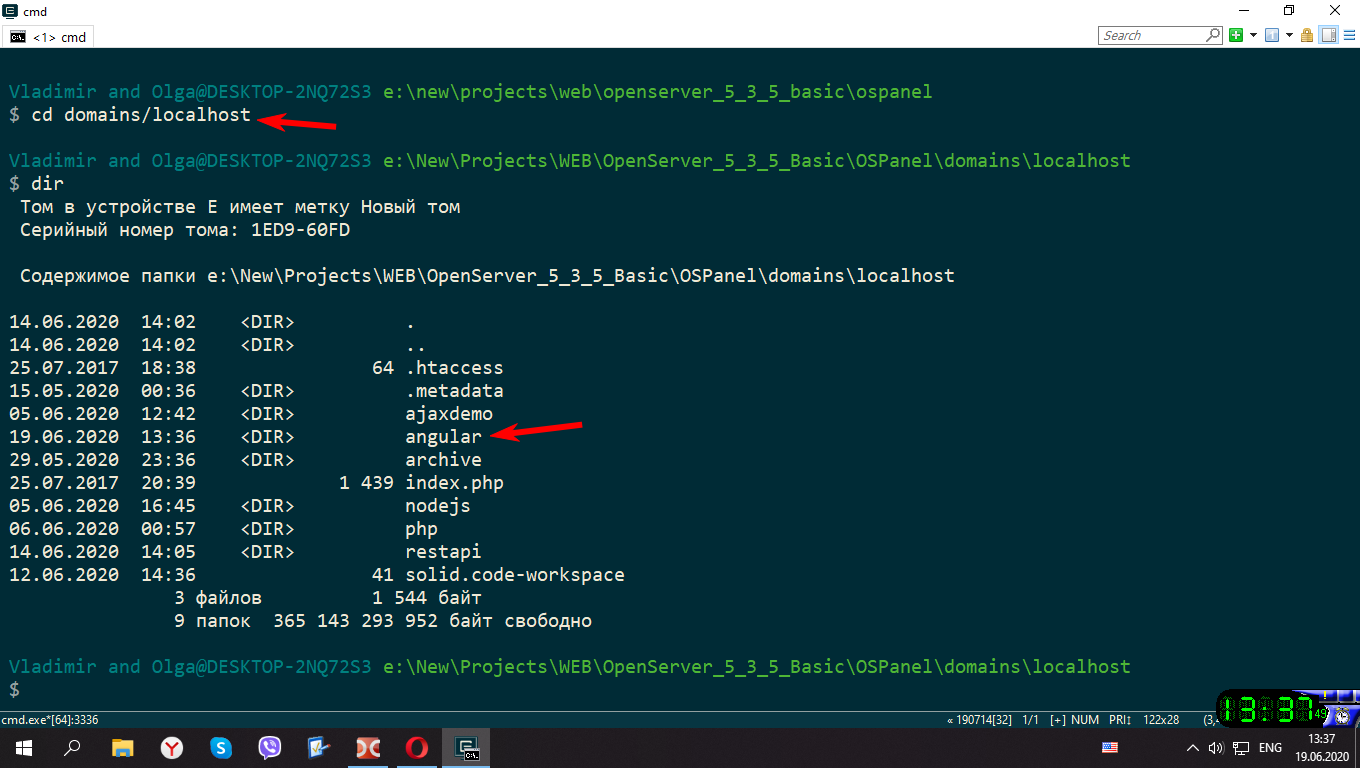 cmd
<1> cmd
Search
Vladimir and Olga@DESKTOP-2NQ72S3 e:\new\projects\web\openserver_5_3_5_basic\ospanel
$ cd domains/localhost
Vladimir and Olga@DESKTOP-2NQ72S3 e:\New\Projects\WEB\OpenServer_5_3_5_Basic\OSPanel\domains\localhost
$ dir
Том в устройстве E имеет метку Новый том
Серийный номер тома: 1ED9-60FD
Содержимое папки e:\New\Projects\WEB\OpenServer_5_3_5_Basic\OSPanel\domains\localhost
14.06.2020 14:02 <DIR> .
14.06.2020 14:02 <DIR> ..
25.07.2017 18:38 64 .htaccess
15.05.2020 00:36 <DIR> .metadata
05.06.2020 12:42 <DIR> ajaxdemo
19.06.2020 13:36 <DIR> angular
29.05.2020 23:36 <DIR> archive
25.07.2017 20:39 1 439 index.php
05.06.2020 16:45 <DIR> nodejs
06.06.2020 00:57 <DIR> php
14.06.2020 14:05 <DIR> restapi
12.06.2020 14:36 41 solid.code-workspace
3 файлов 1 544 байт
9 папок 365 143 293 952 байт свободно
Vladimir and Olga@DESKTOP-2NQ72S3 e:\New\Projects\WEB\OpenServer_5_3_5_Basic\OSPanel\domains\localhost
$
13:37
cmd.exe*[64]:3336 « 190714[32] 1/1 [+] NUM PRI↕ 122x28
ENG
13:37
19.06.2020